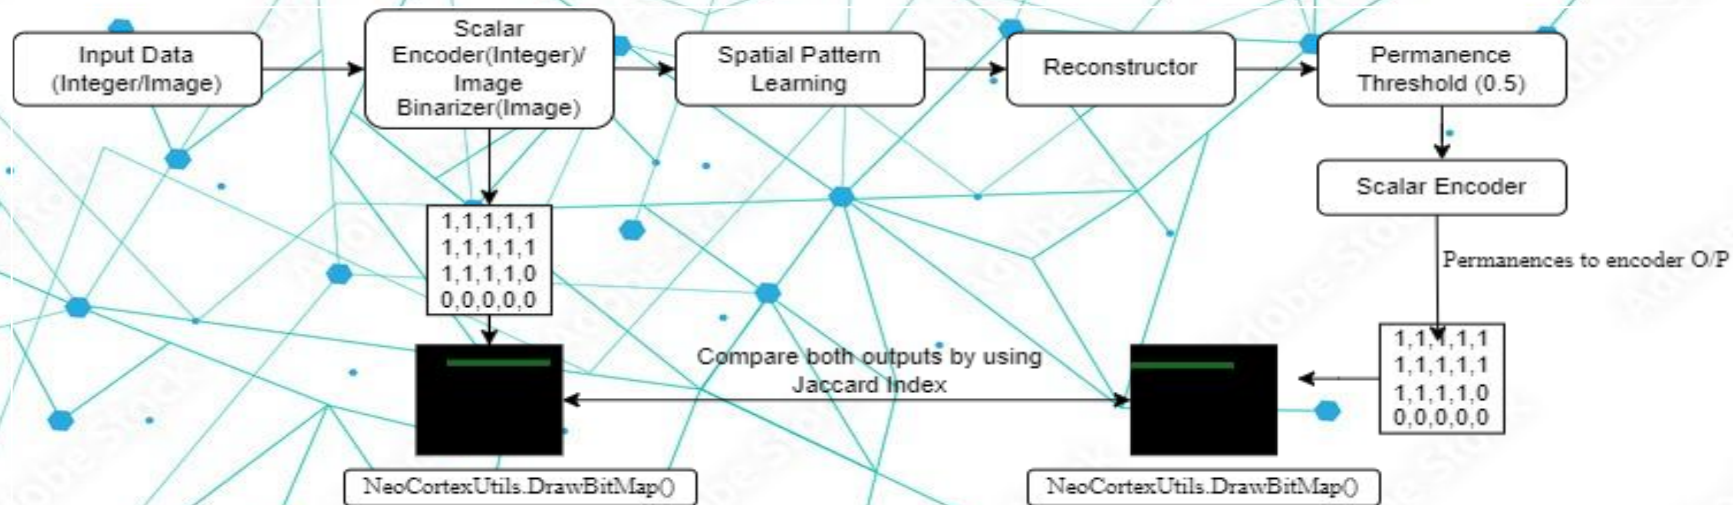 Input Data
(Integer/Image)
Scalar
Encoder(Integer)/
Image
Binarizer(Image)
Spatial Pattern
Learning
Reconstructor
Permanence
Threshold (0.5)
Scalar Encoder
Permanences to encoder O/P
1,1,1,1,1
1,1,1,1,1
1,1,1,1,0
0,0,0,0,0
1,1,1,1,1
1,1,1,1,1
1,1,1,1,0
0,0,0,0,0
Compare both outputs by using
Jaccard Index
NeoCortexUtils.DrawBitMap()
NeoCortexUtils.DrawBitMap()
Adobe Stock